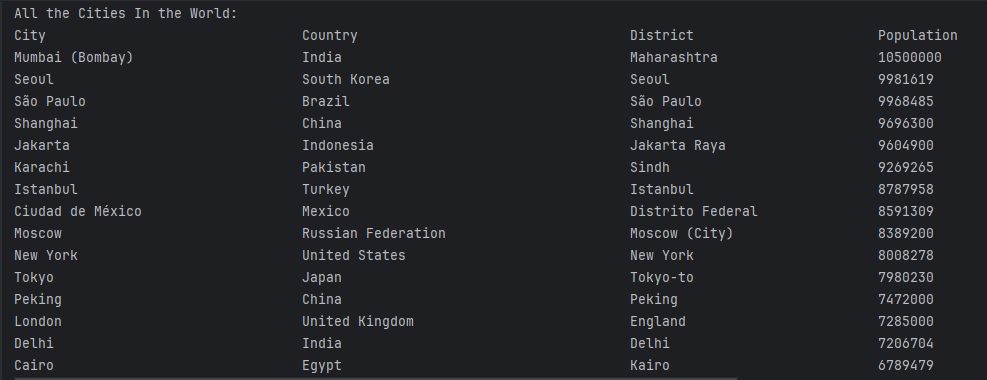 All the Cities In the World:
City Country District Population
Mumbai (Bombay) India Maharashtra 10500000
Seoul South Korea Seoul 9981619
São Paulo Brazil São Paulo 9968485
Shanghai China Shanghai 9696300
Jakarta Indonesia Jakarta Raya 9604900
Karachi Pakistan Sindh 9269265
Istanbul Turkey Istanbul 8787958
Ciudad de México Mexico Distrito Federal 8591309
Moscow Russian Federation Moscow (City) 8389200
New York United States New York 8008278
Tokyo Japan Tokyo-to 7980230
Peking China Peking 7472000
London United Kingdom England 7285000
Delhi India Delhi 7206704
Cairo Egypt Kairo 6789479